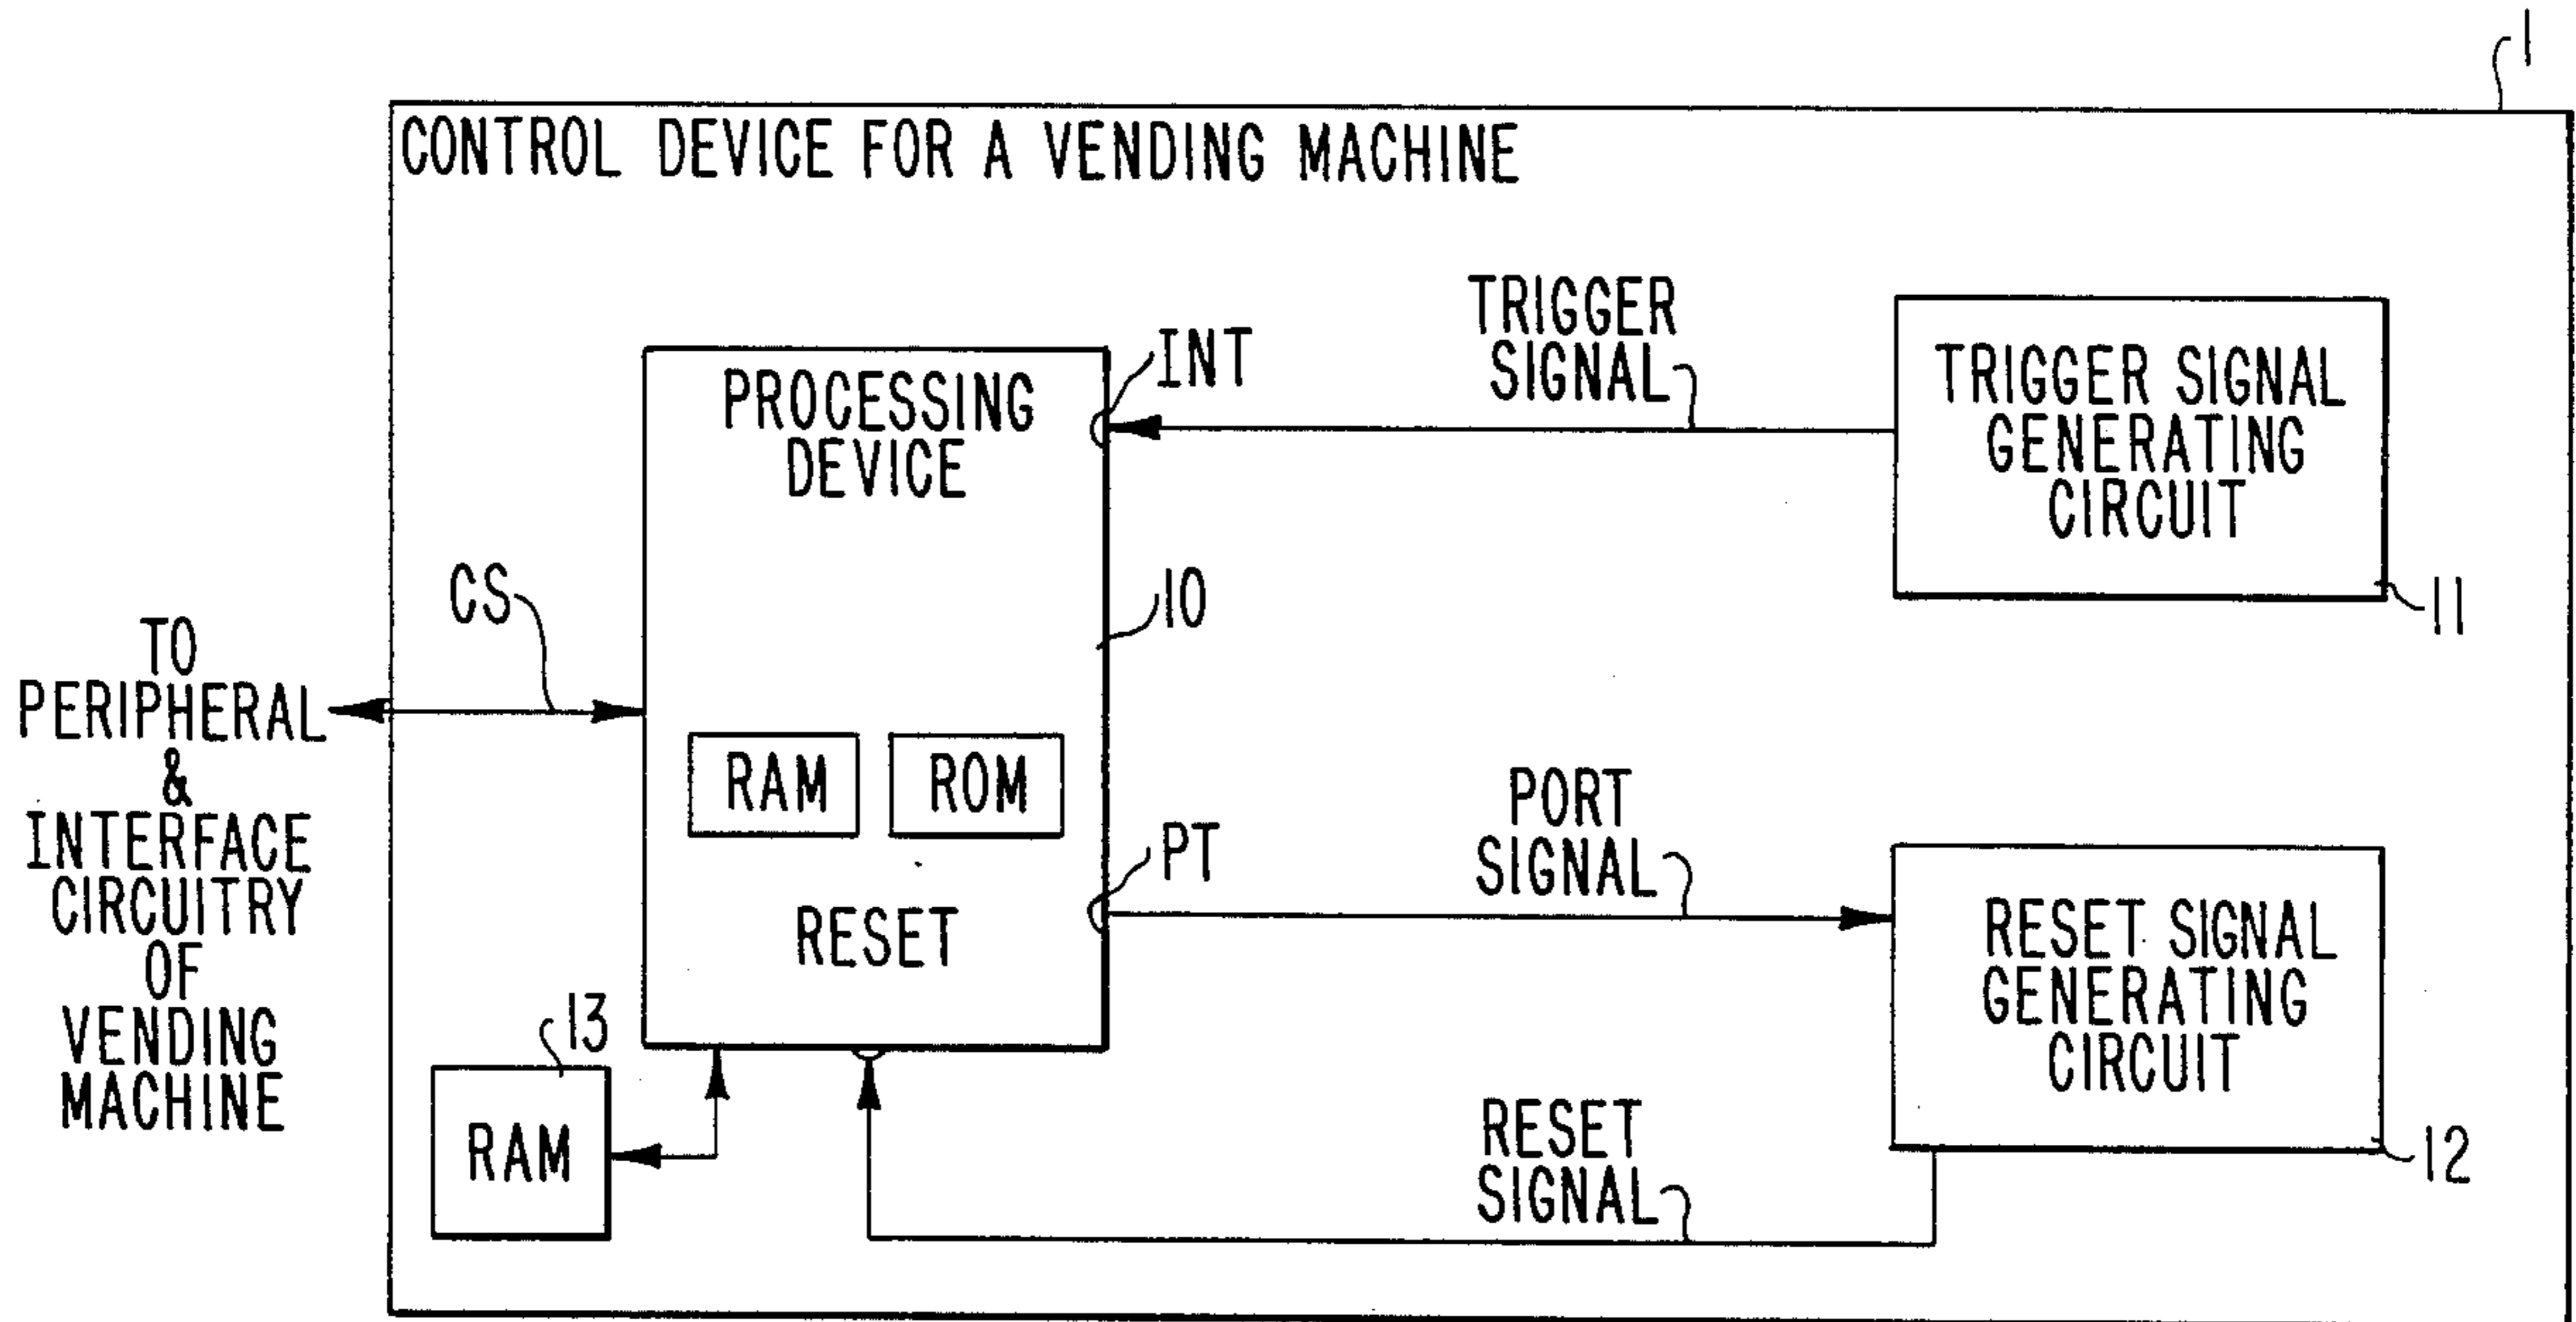 1
CONTROL DEVICE FOR A VENDING MACHINE
TRIGGER
SIGNAL
INT
PROCESSING
DEVICE
TRIGGER SIGNAL
GENERATING
CIRCUIT
11
CS
10
TO
PERIPHERAL
&
INTERFACE
CIRCUITRY
OF
VENDING
MACHINE
RAM
ROM
PORT
SIGNAL
PT
RESET
RESET SIGNAL
GENERATING
CIRCUIT
12
13
RAM
RESET
SIGNAL